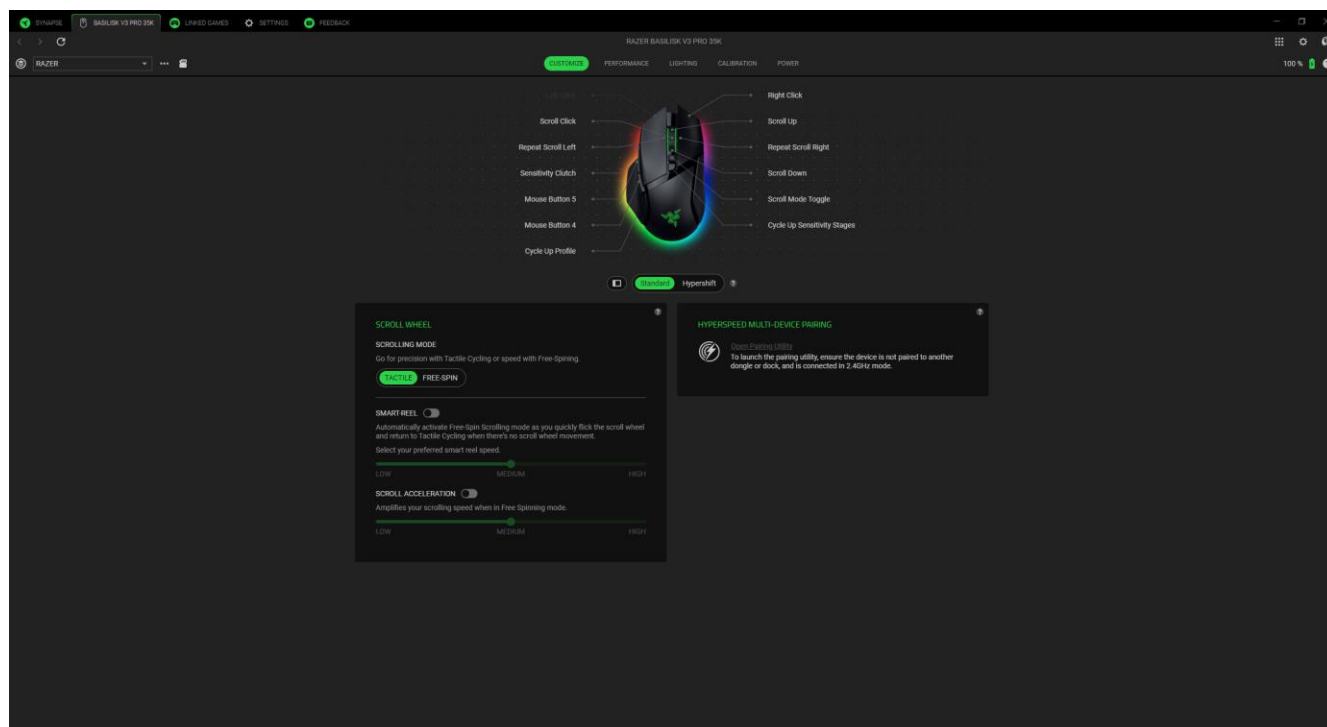 SYNAPSE
BASILISK V3 PRO 35K
LINKED GAMES
SETTINGS
FEEDBACK
RAZER BASILISK V3 PRO 35K
RAZER
CUSTOMIZE
PERFORMANCE
LIGHTING
CALIBRATION
POWER
100 %
Right Click
Scroll Click
Scroll Up
Repeat Scroll Left
Repeat Scroll Right
Sensitivity Clutch
Scroll Down
Mouse Button 5
Scroll Mode Toggle
Mouse Button 4
Cycle Up Sensitivity Stages
Cycle Up Profile
Standard
Hypershift
SCROLL WHEEL
SCROLLING MODE
Go for precision with Tactile Cycling or speed with Free-Spining.
TACTILE
FREE-SPIN
SMART-REEL
Automatically activate Free-Spin Scrolling mode as you quickly flick the scroll wheel
and return to Tactile Cycling when there's no scroll wheel movement.
Select your preferred smart reel speed.
LOW
MEDIUM
HIGH
SCROLL ACCELERATION
Amplifies your scrolling speed when in Free Spinning mode.
LOW
MEDIUM
HIGH
HYPERSPEED MULTI-DEVICE PAIRING
Open Pairing Utility
To launch the pairing utility, ensure the device is not paired to another
dongle or dock, and is connected in 2.4GHz mode.